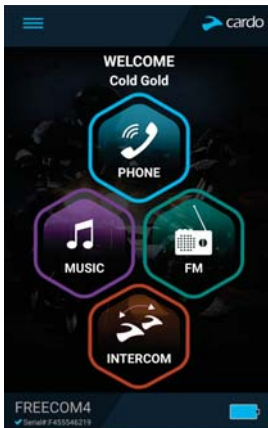 cardo
WELCOME
Cold Gold
PHONE
MUSIC
FM
INTERCOM
FREECOM4
Serial#:F455546219